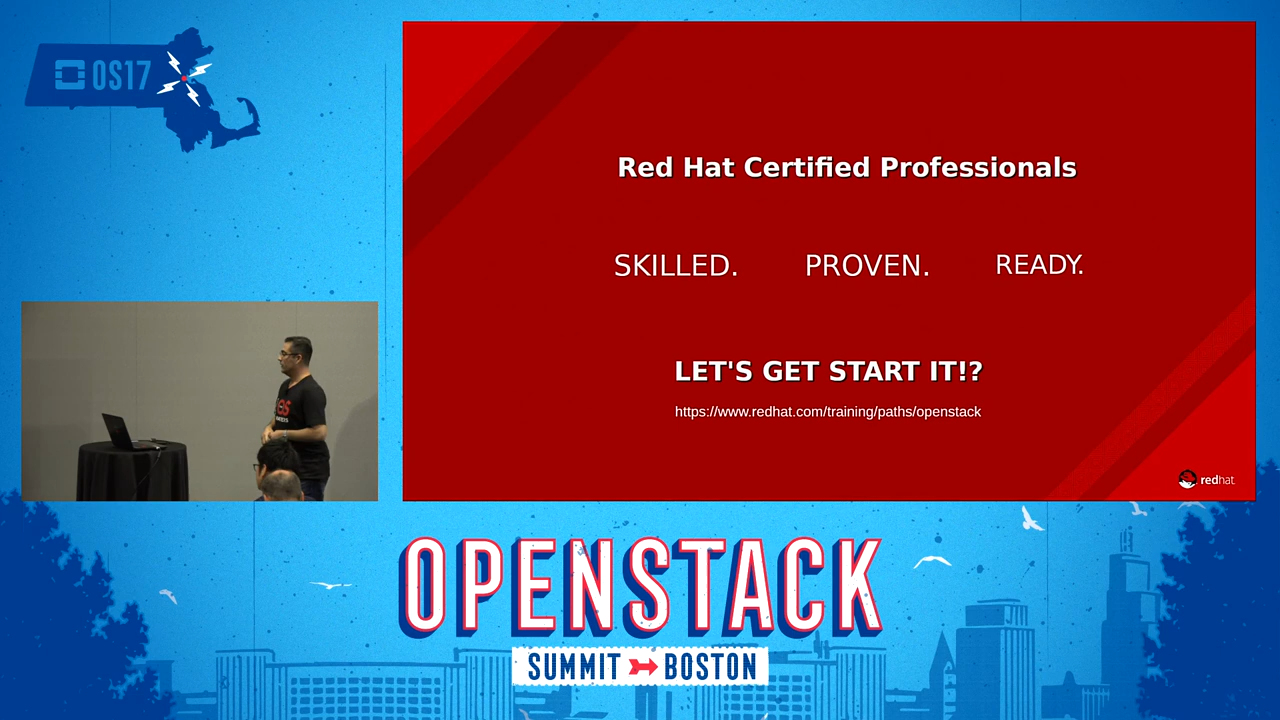 OS17
Red Hat Certified Professionals
SKILLED. PROVEN. READY.
LET'S GET START IT!?
https://www.redhat.com/training/paths/openstack
redhat
OPENSTACK
SUMMIT BOSTON